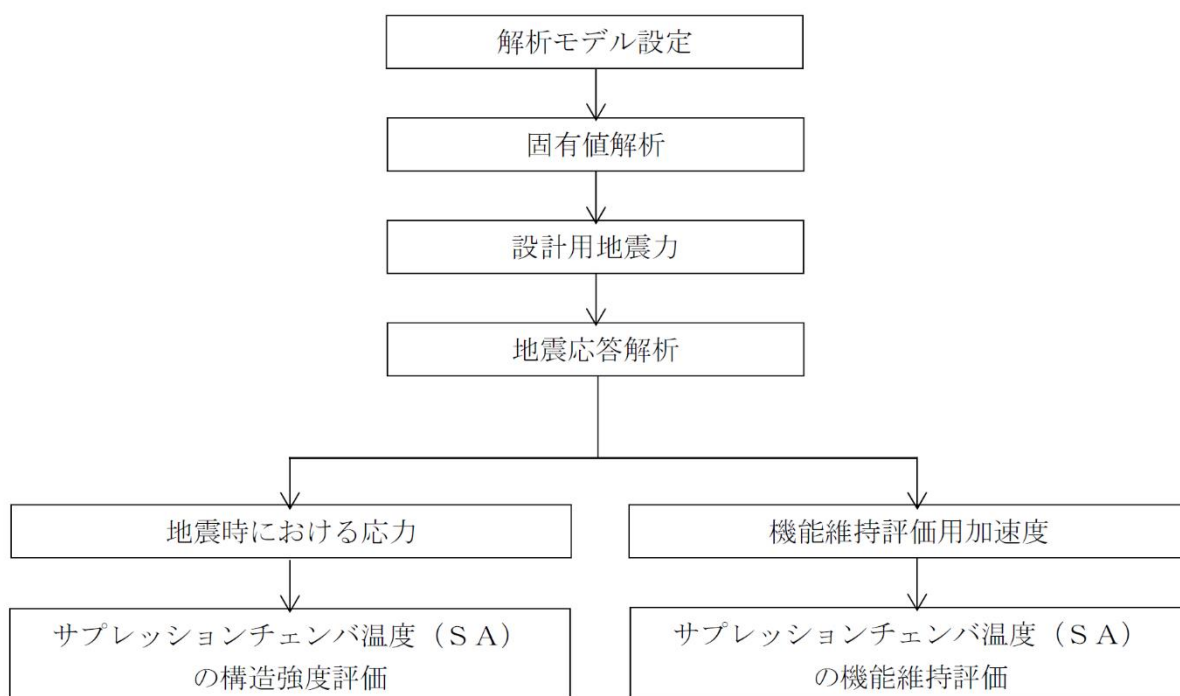 解析モデル設定
固有値解析
設計用地震力
地震応答解析
地震時における応力
機能維持評価用加速度
サプレッションチェンバ温度（ＳＡ）
の構造強度評価
サプレッションチェンバ温度（ＳＡ）
の機能維持評価